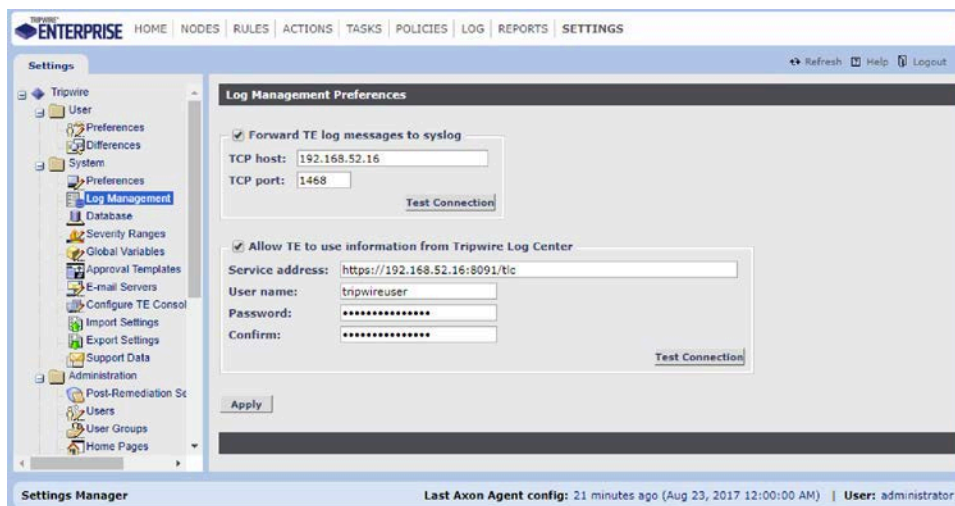 TRIPWIRE
ENTERPRISE HOME NODES RULES ACTIONS TASKS POLICIES LOG REPORTS SETTINGS
Settings Refresh Help Logout
Tripwire
User
Preferences
Differences
System
Preferences
Log Management
Database
Severity Ranges
Global Variables
Approval Templates
E-mail Servers
Configure TE Consol
Import Settings
Export Settings
Support Data
Administration
Post-Remediation Se
Users
User Groups
Home Pages
Log Management Preferences
Forward TE log messages to syslog
TCP host: 192.168.52.16
TCP port: 1468
Test Connection
Allow TE to use information from Tripwire Log Center
Service address: https://192.168.52.16:8091/tlc
User name: tripwireuser
Password: •••••••••••••••
Confirm: •••••••••••••••
Test Connection
Apply
Settings Manager Last Axon Agent config: 21 minutes ago (Aug 23, 2017 12:00:00 AM) | User: administrator